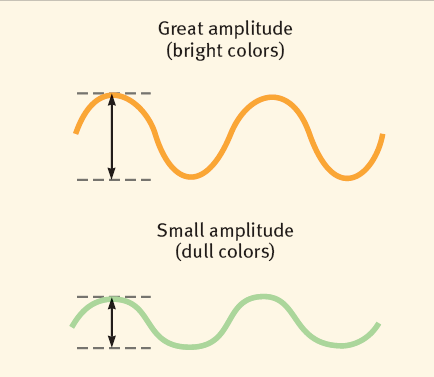 Great amplitude
(bright colors)
Small amplitude
(dull colors)